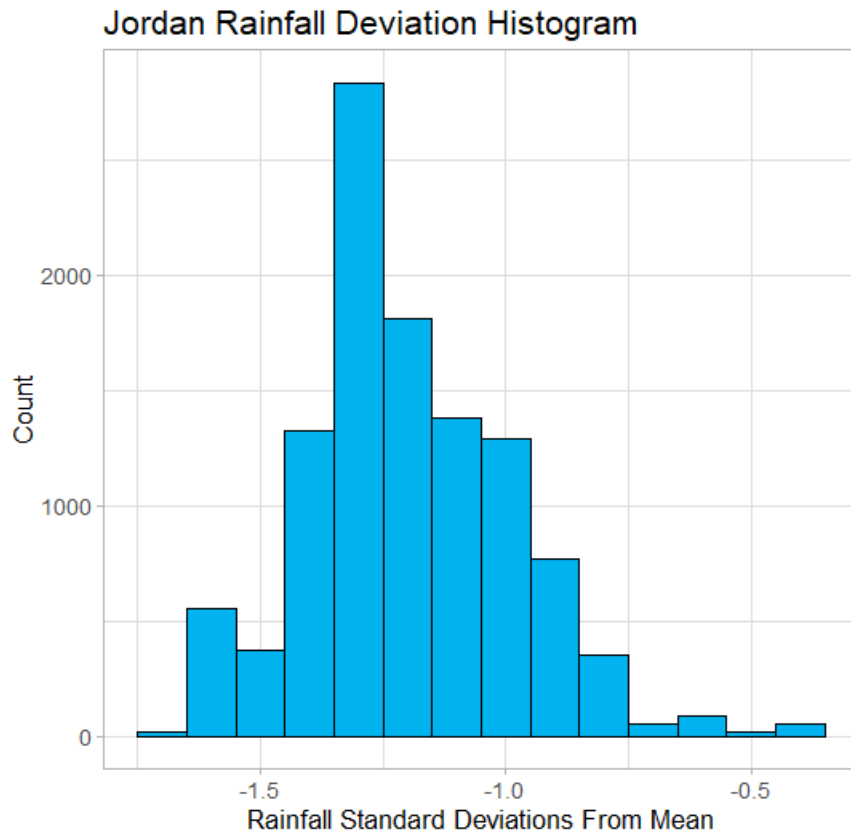 Jordan Rainfall Deviation Histogram
2000
1000
0
Count
-1.5 -1.0 -0.5
Rainfall Standard Deviations From Mean